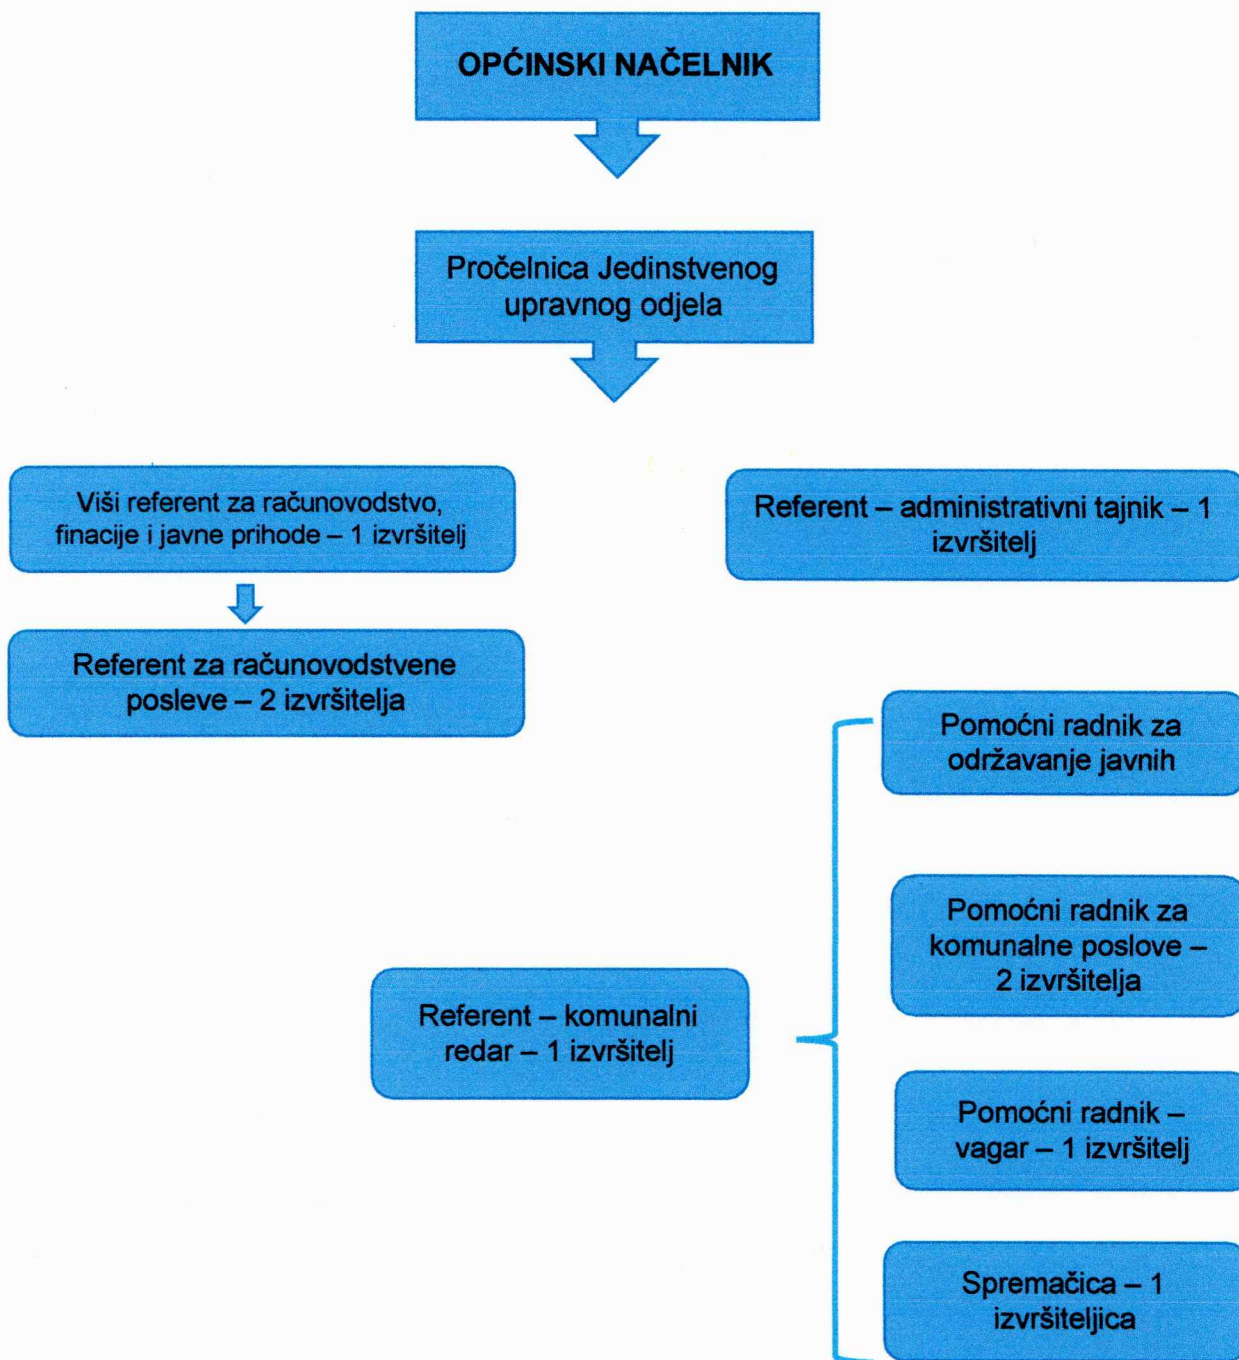 OPĆINSKI NAČELNIK
Pročelnica Jedinstvenog
upravnog odjela
Viši referent za računovodstvo,
finacije i javne prihode – 1 izvršitelj
Referent – administrativni tajnik – 1
izvršitelj
Referent za računovodstvene
posleve – 2 izvršitelja
Pomoćni radnik za
održavanje javnih
Pomoćni radnik za
komunalne poslove –
2 izvršitelja
Referent – komunalni
redar – 1 izvršitelj
Pomoćni radnik –
vagar – 1 izvršitelj
Spremačica – 1
izvršiteljica